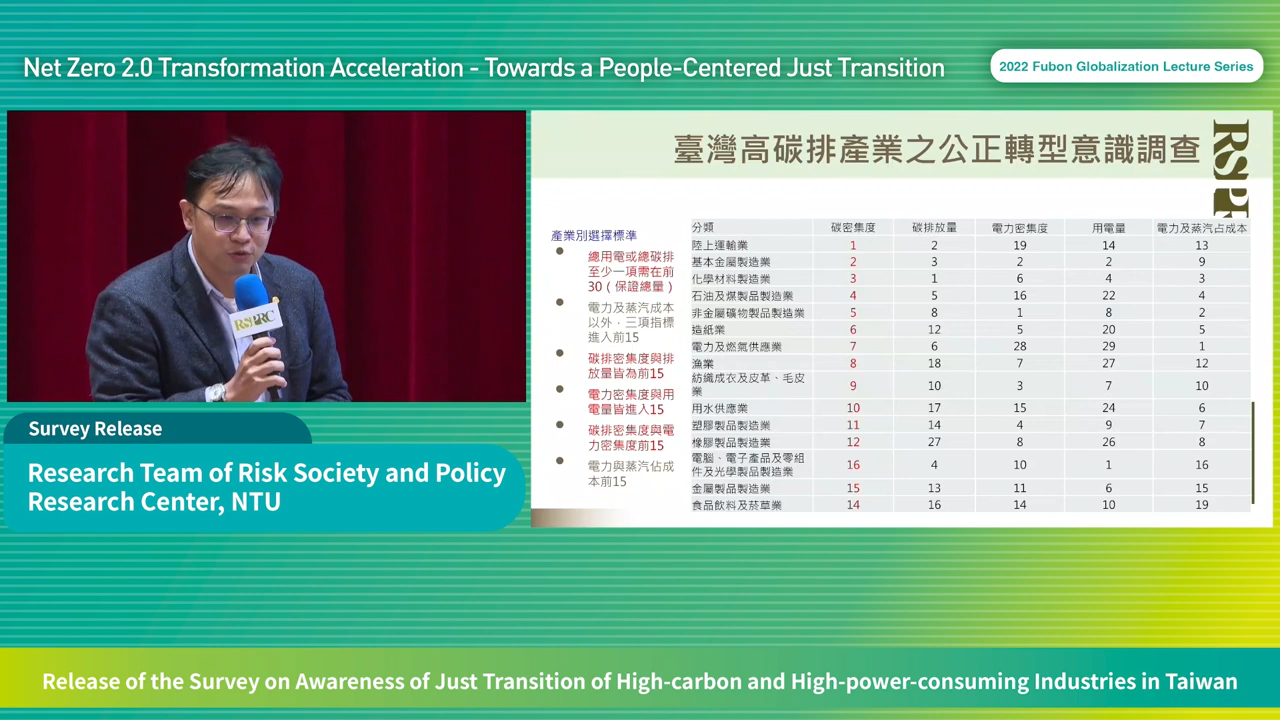 Net Zero 2.0 Transformation Acceleration - Towards a People-Centered Just Transition
2022 Fubon Globalization Lecture Series
RSPRC
Survey Release
Research Team of Risk Society and Policy
Research Center, NTU
臺灣高碳排產業之公正轉型意識調查
RSPR
產業別選擇標準
總用電或總碳排
至少一項需在前
30（保證總量）
電力及蒸汽成本
以外，三項指標
進入前15
碳排密集度與排
放量皆為前15
電力密集度與用
電量皆進入15
碳排密集度與電
力密集度前15
電力與蒸汽佔成
本前15
分類 碳密集度 碳排放量 電力密集度 用電量 電力及蒸汽占成本
陸上運輸業 1 2 19 14 13
基本金屬製造業 2 3 2 2 9
化學材料製造業 3 1 6 4 3
石油及煤製品製造業 4 5 16 22 4
非金屬礦物製品製造業 5 8 1 8 2
造紙業 6 12 5 20 5
電力及燃氣供應業 7 6 28 29 1
漁業 8 18 7 27 12
紡織成衣及皮革、毛皮
業 9 10 3 7 10
用水供應業 10 17 15 24 6
塑膠製品製造業 11 14 4 9 7
橡膠製品製造業 12 27 8 26 8
電腦、電子產品及零組
件及光學製品製造業 16 4 10 1 16
金屬製品製造業 15 13 11 6 15
食品飲料及菸草業 14 16 14 10 19
Release of the Survey on Awareness of Just Transition of High-carbon and High-power-consuming Industries in Taiwan